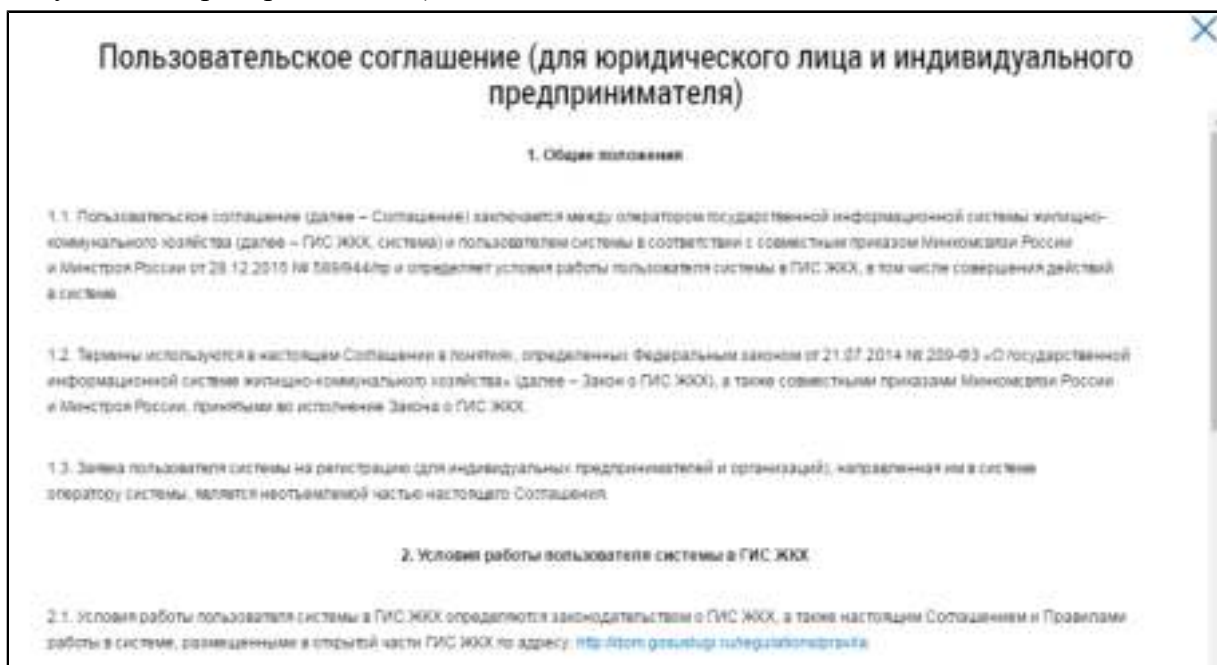 Пользовательское соглашение (для юридического лица и индивидуального
предпринимателя)
1. Общие положения
1.1. Пользовательское соглашение (далее – Соглашение) заключается между оператором государственной информационной системы жилищно-
коммунального хозяйства (далее – ГИС ЖКХ, система) и пользователем системы в соответствии с совместным приказом Минкомсвязи России
и Минстроя России от 28.12.2015 № 589/944/пр и определяет условия работы пользователя системы в ГИС ЖКХ, в том числе совершения действий
в системе.
1.2. Термины используются в настоящем Соглашении в понятиях, определенных Федеральным законом от 21.07.2014 № 209-ФЗ «О государственной
информационной системе жилищно-коммунального хозяйства» (далее – Закон о ГИС ЖКХ), а также совместными приказами Минкомсвязи России
и Минстроя России, принятыми во исполнение Закона о ГИС ЖКХ.
1.3. Заявка пользователя системы на регистрацию (для индивидуальных предпринимателей и организаций), направленная им в системе
оператору системы, является неотъемлемой частью настоящего Соглашения.
2. Условия работы пользователя системы в ГИС ЖКХ
2.1. Условия работы пользователя системы в ГИС ЖКХ определяются законодательством о ГИС ЖКХ, а также настоящим Соглашением и Правилами
работы в системе, размещенными в открытой части ГИС ЖКХ по адресу: http://dom.gosuslugi.ru/regulations/pravila